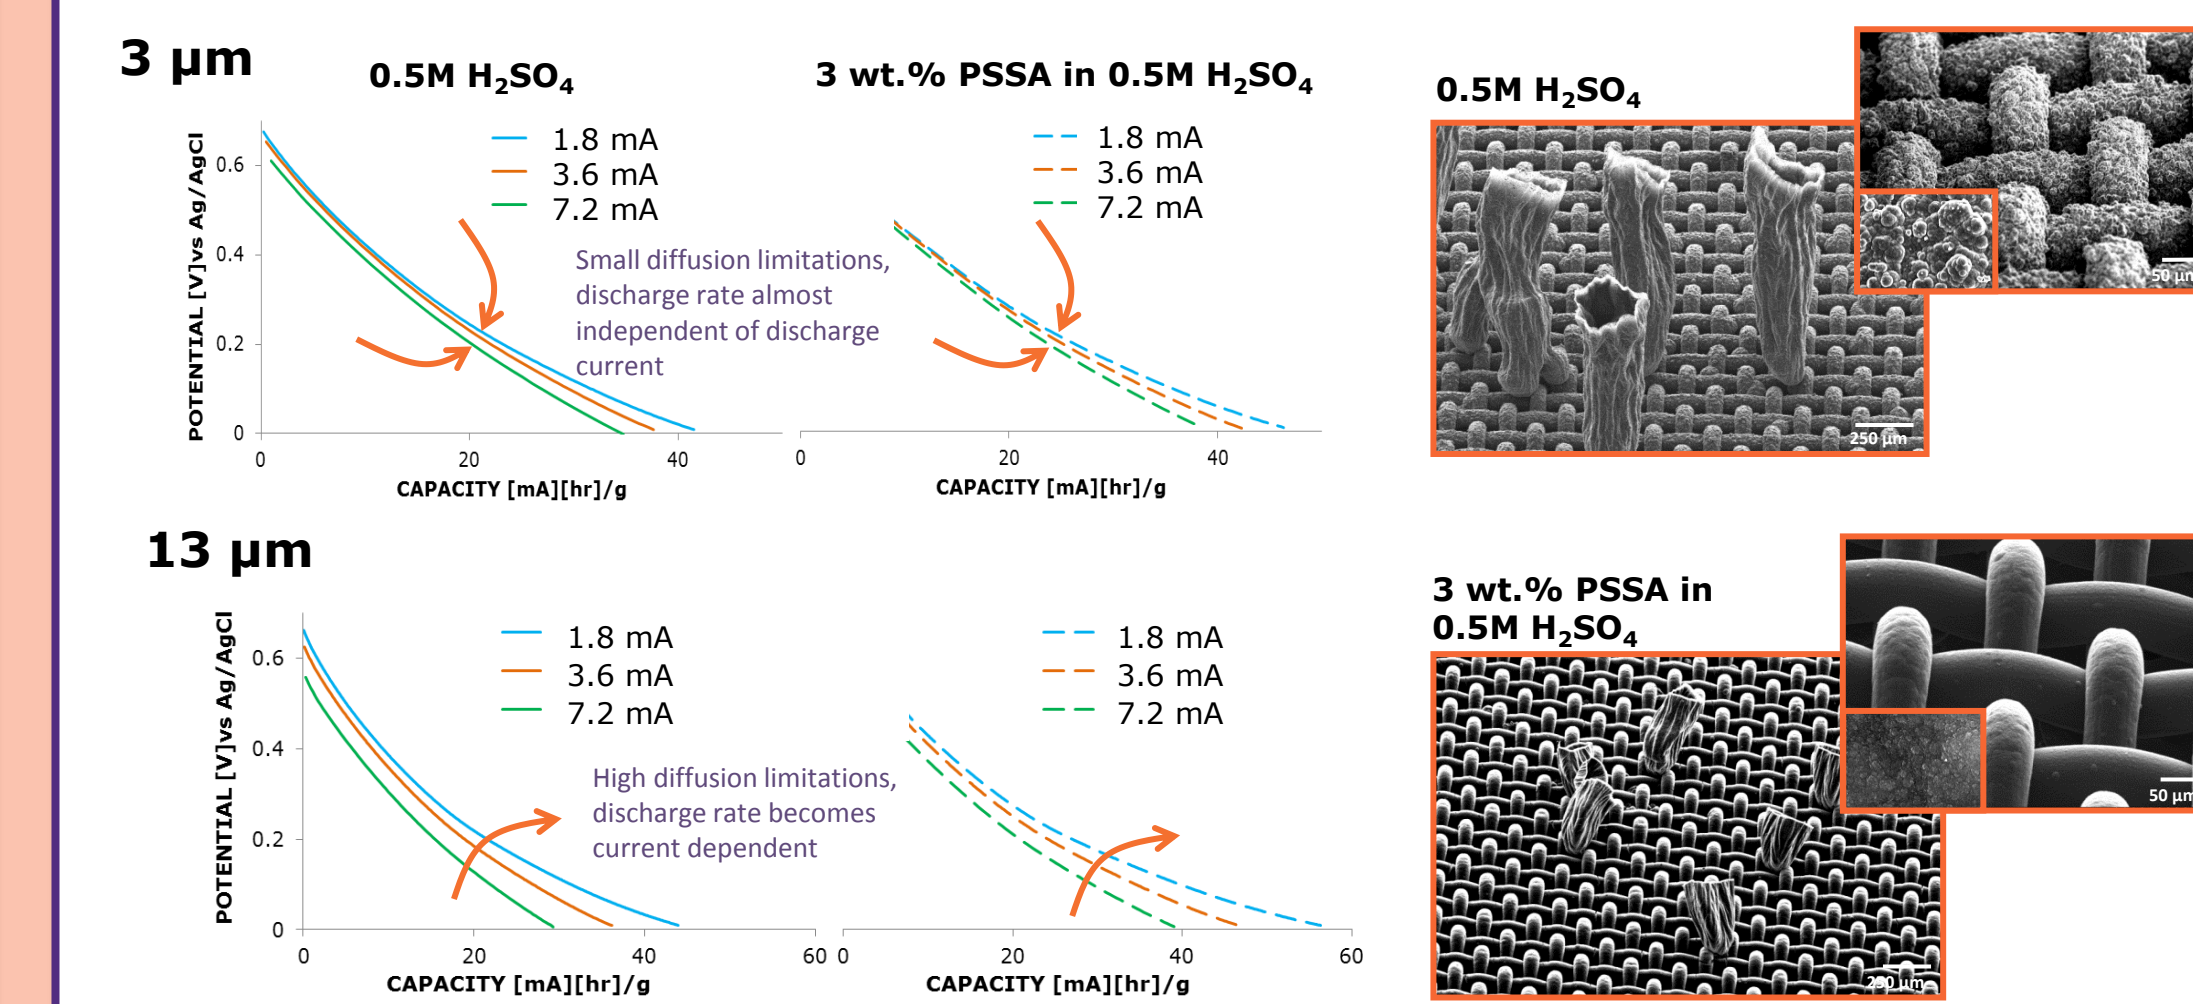 3 µm
0.5M H₂SO₄
3 wt.% PSSA in 0.5M H₂SO₄
POTENTIAL [V]vs Ag/AgCl
0.6
0.4
0.2
0
0
20
40
CAPACITY [mA][hr]/g
1.8 mA
3.6 mA
7.2 mA
Small diffusion limitations,
discharge rate almost
independent of discharge
current
1.8 mA
3.6 mA
7.2 mA
0
20
40
CAPACITY [mA][hr]/g
0.5M H₂SO₄
250 µm
50 µm
13 µm
POTENTIAL [V]vs Ag/AgCl
0.6
0.4
0.2
0
0
20
40
60
CAPACITY [mA][hr]/g
1.8 mA
3.6 mA
7.2 mA
High diffusion limitations,
discharge rate becomes
current dependent
1.8 mA
3.6 mA
7.2 mA
0
20
40
60
CAPACITY [mA][hr]/g
3 wt.% PSSA in
0.5M H₂SO₄
250 µm
50 µm